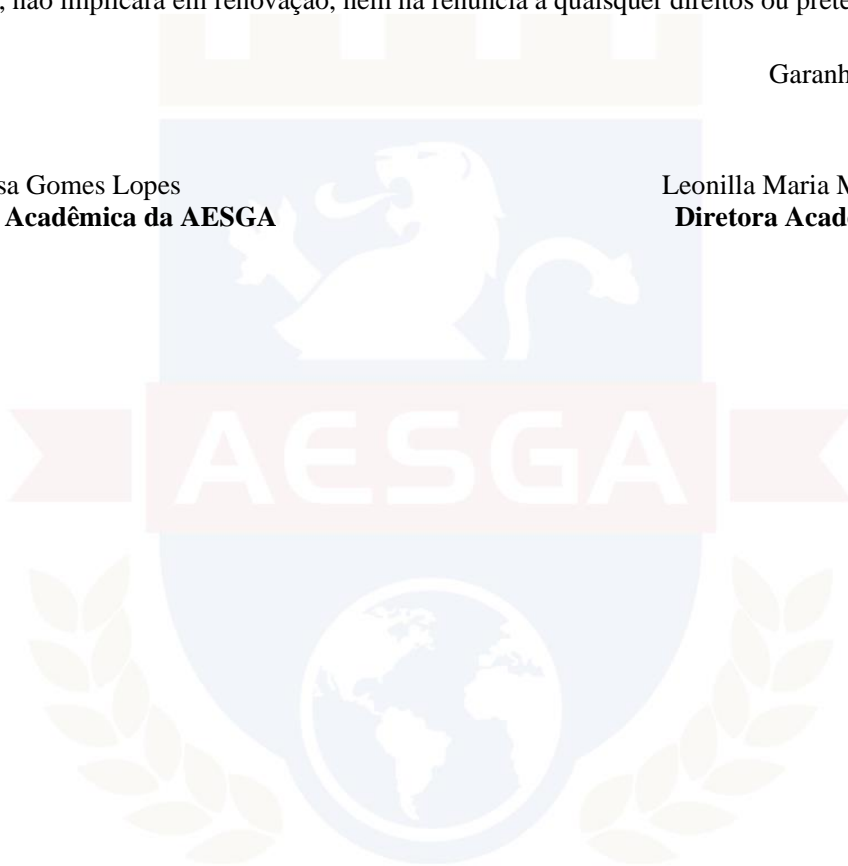 , não implicará em renovação, nem na renúncia a quaisquer direitos ou
Garanh
sa Gomes Lopes
Leonilla Maria M
Acadêmica da AESGA
Diretora Acad
AESGA